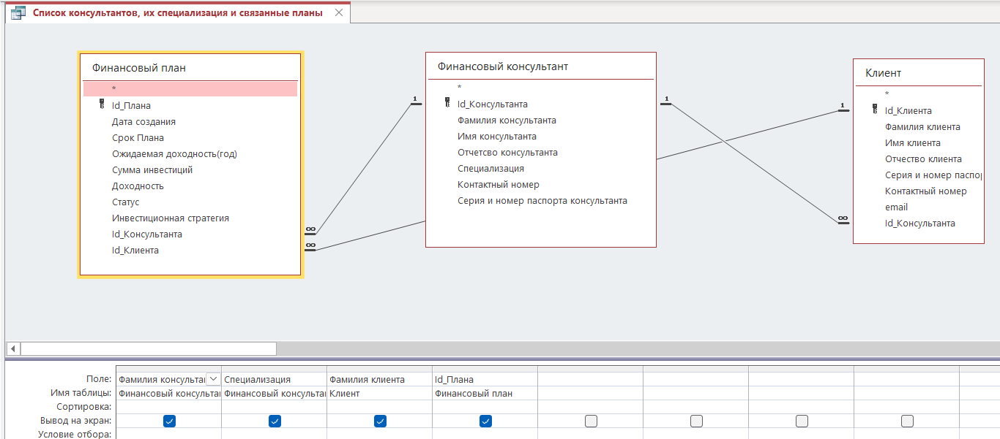 Список консультантов, их специализация и связанные планы
Финансовый план
*
Id_Плана
Дата создания
Срок Плана
Ожидаемая доходность(год)
Сумма инвестиций
Доходность
Статус
Инвестиционная стратегия
Id_Консультанта
Id_Клиента
Финансовый консультант
*
Id_Консультанта
Фамилия консультанта
Имя консультанта
Отчетсво консультанта
Специализация
Контактный номер
Серия и номер паспорта консультанта
Клиент
*
Id_Клиента
Фамилия клиента
Имя клиента
Отчество клиента
Серия и номер паспор
Контактный номер
email
Id_Консультанта
1
∞
∞
1
1
∞
Поле: Фамилия консультан Специализация Фамилия клиента Id_Плана
Имя таблицы: Финансовый консультан Финансовый консультан Клиент Финансовый план
Сортировка:
Вывод на экран:
Условие отбора: